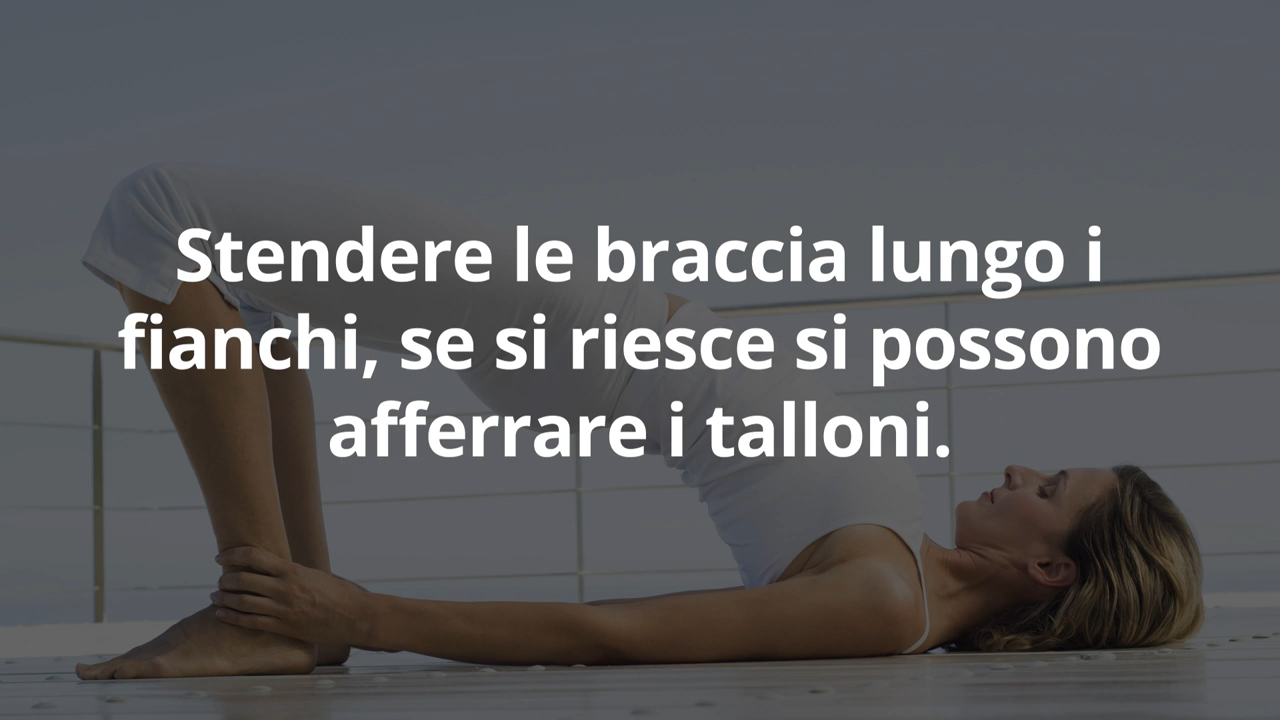 Stendere le braccia lungo i
fianchi, se si riesce si possono
afferrare i talloni.